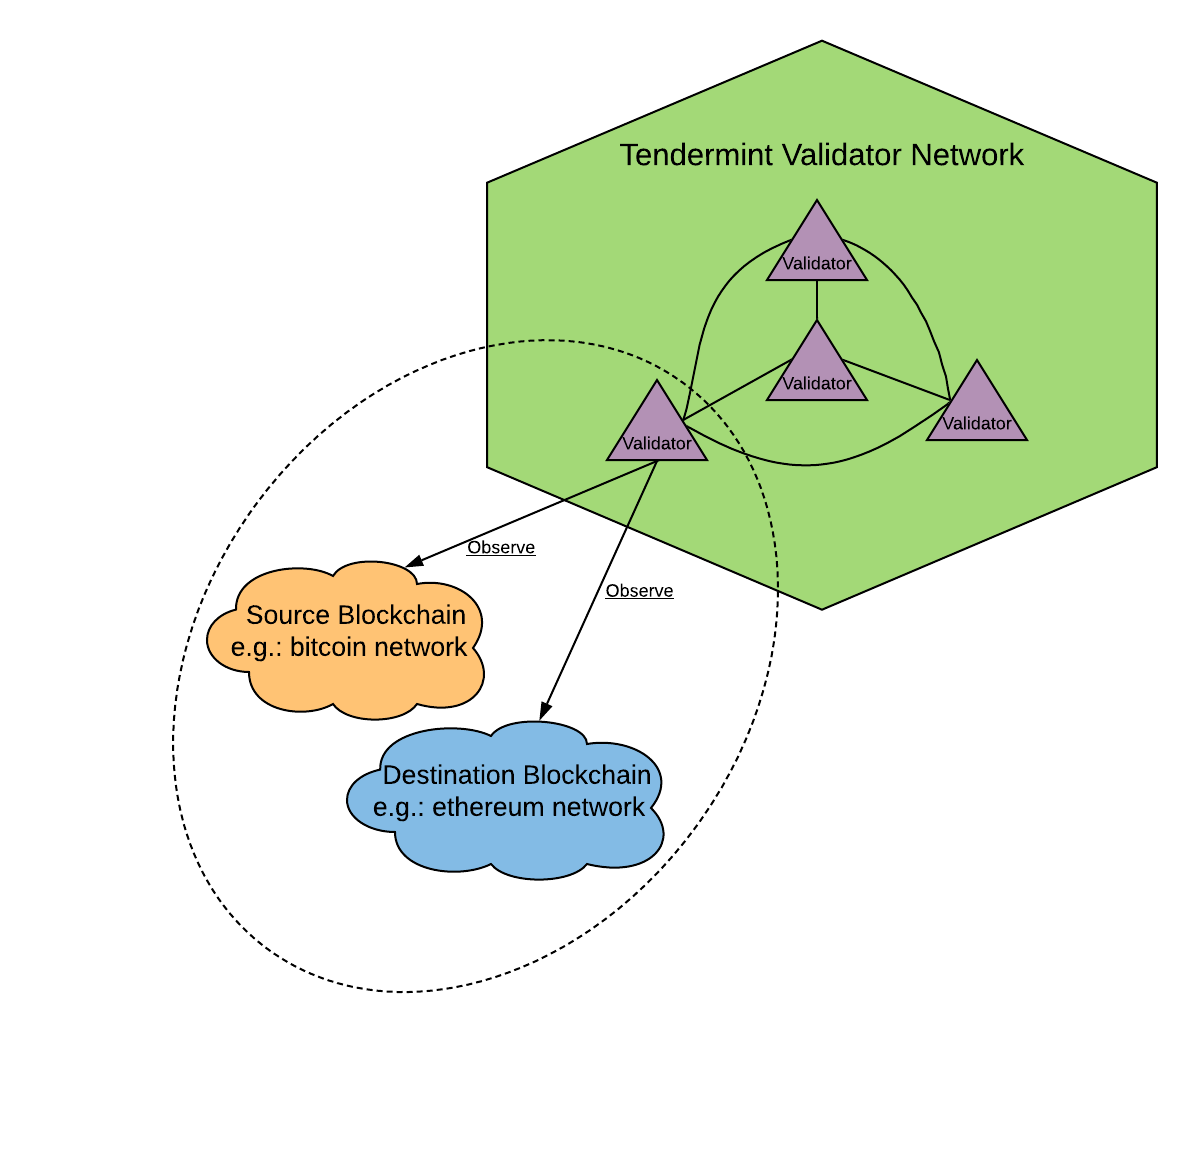 Tendermint Validator Network
Validator
Validator
Validator
Validator
Observe
Observe
Source Blockchain
e.g.: bitcoin network
Destination Blockchain
e.g.: ethereum network